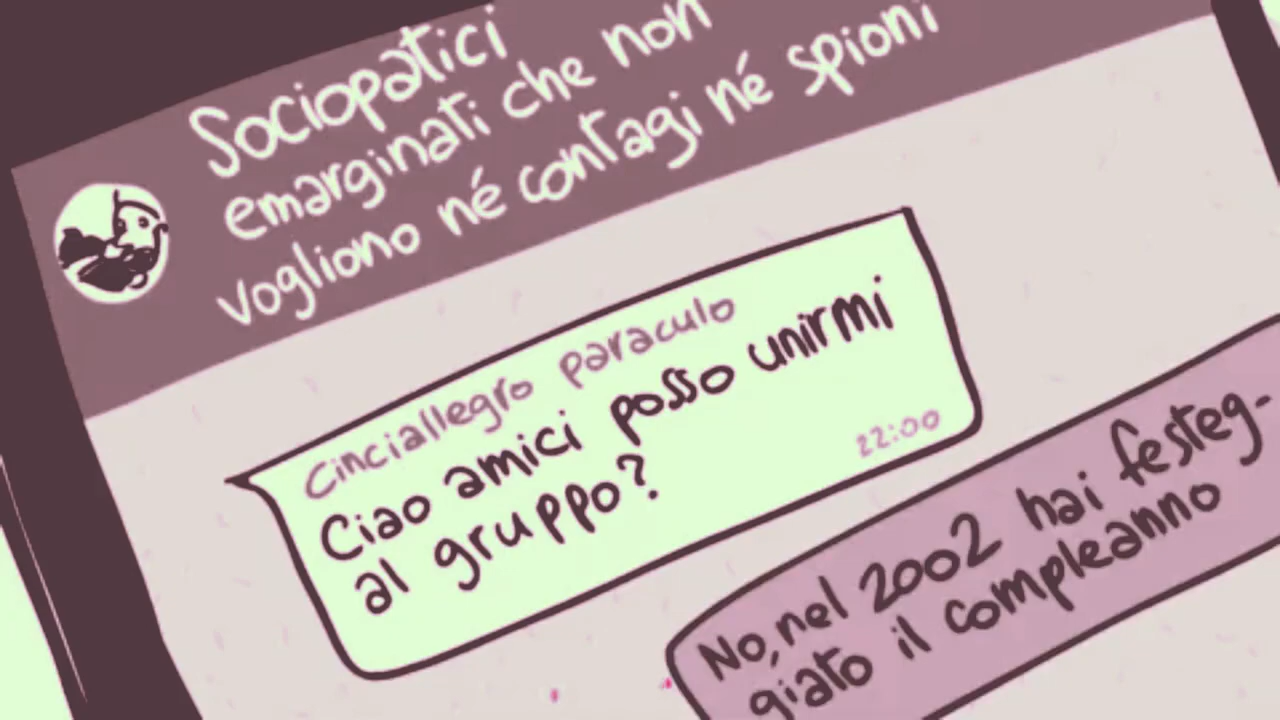 Sociopatici
emarginati che non
vogliono né contagi né spioni
Cinciallegro paraculo
Ciao amici posso unirmi
al gruppo?
22:00
No, nel 2002 hai festeg-
giato il compleanno